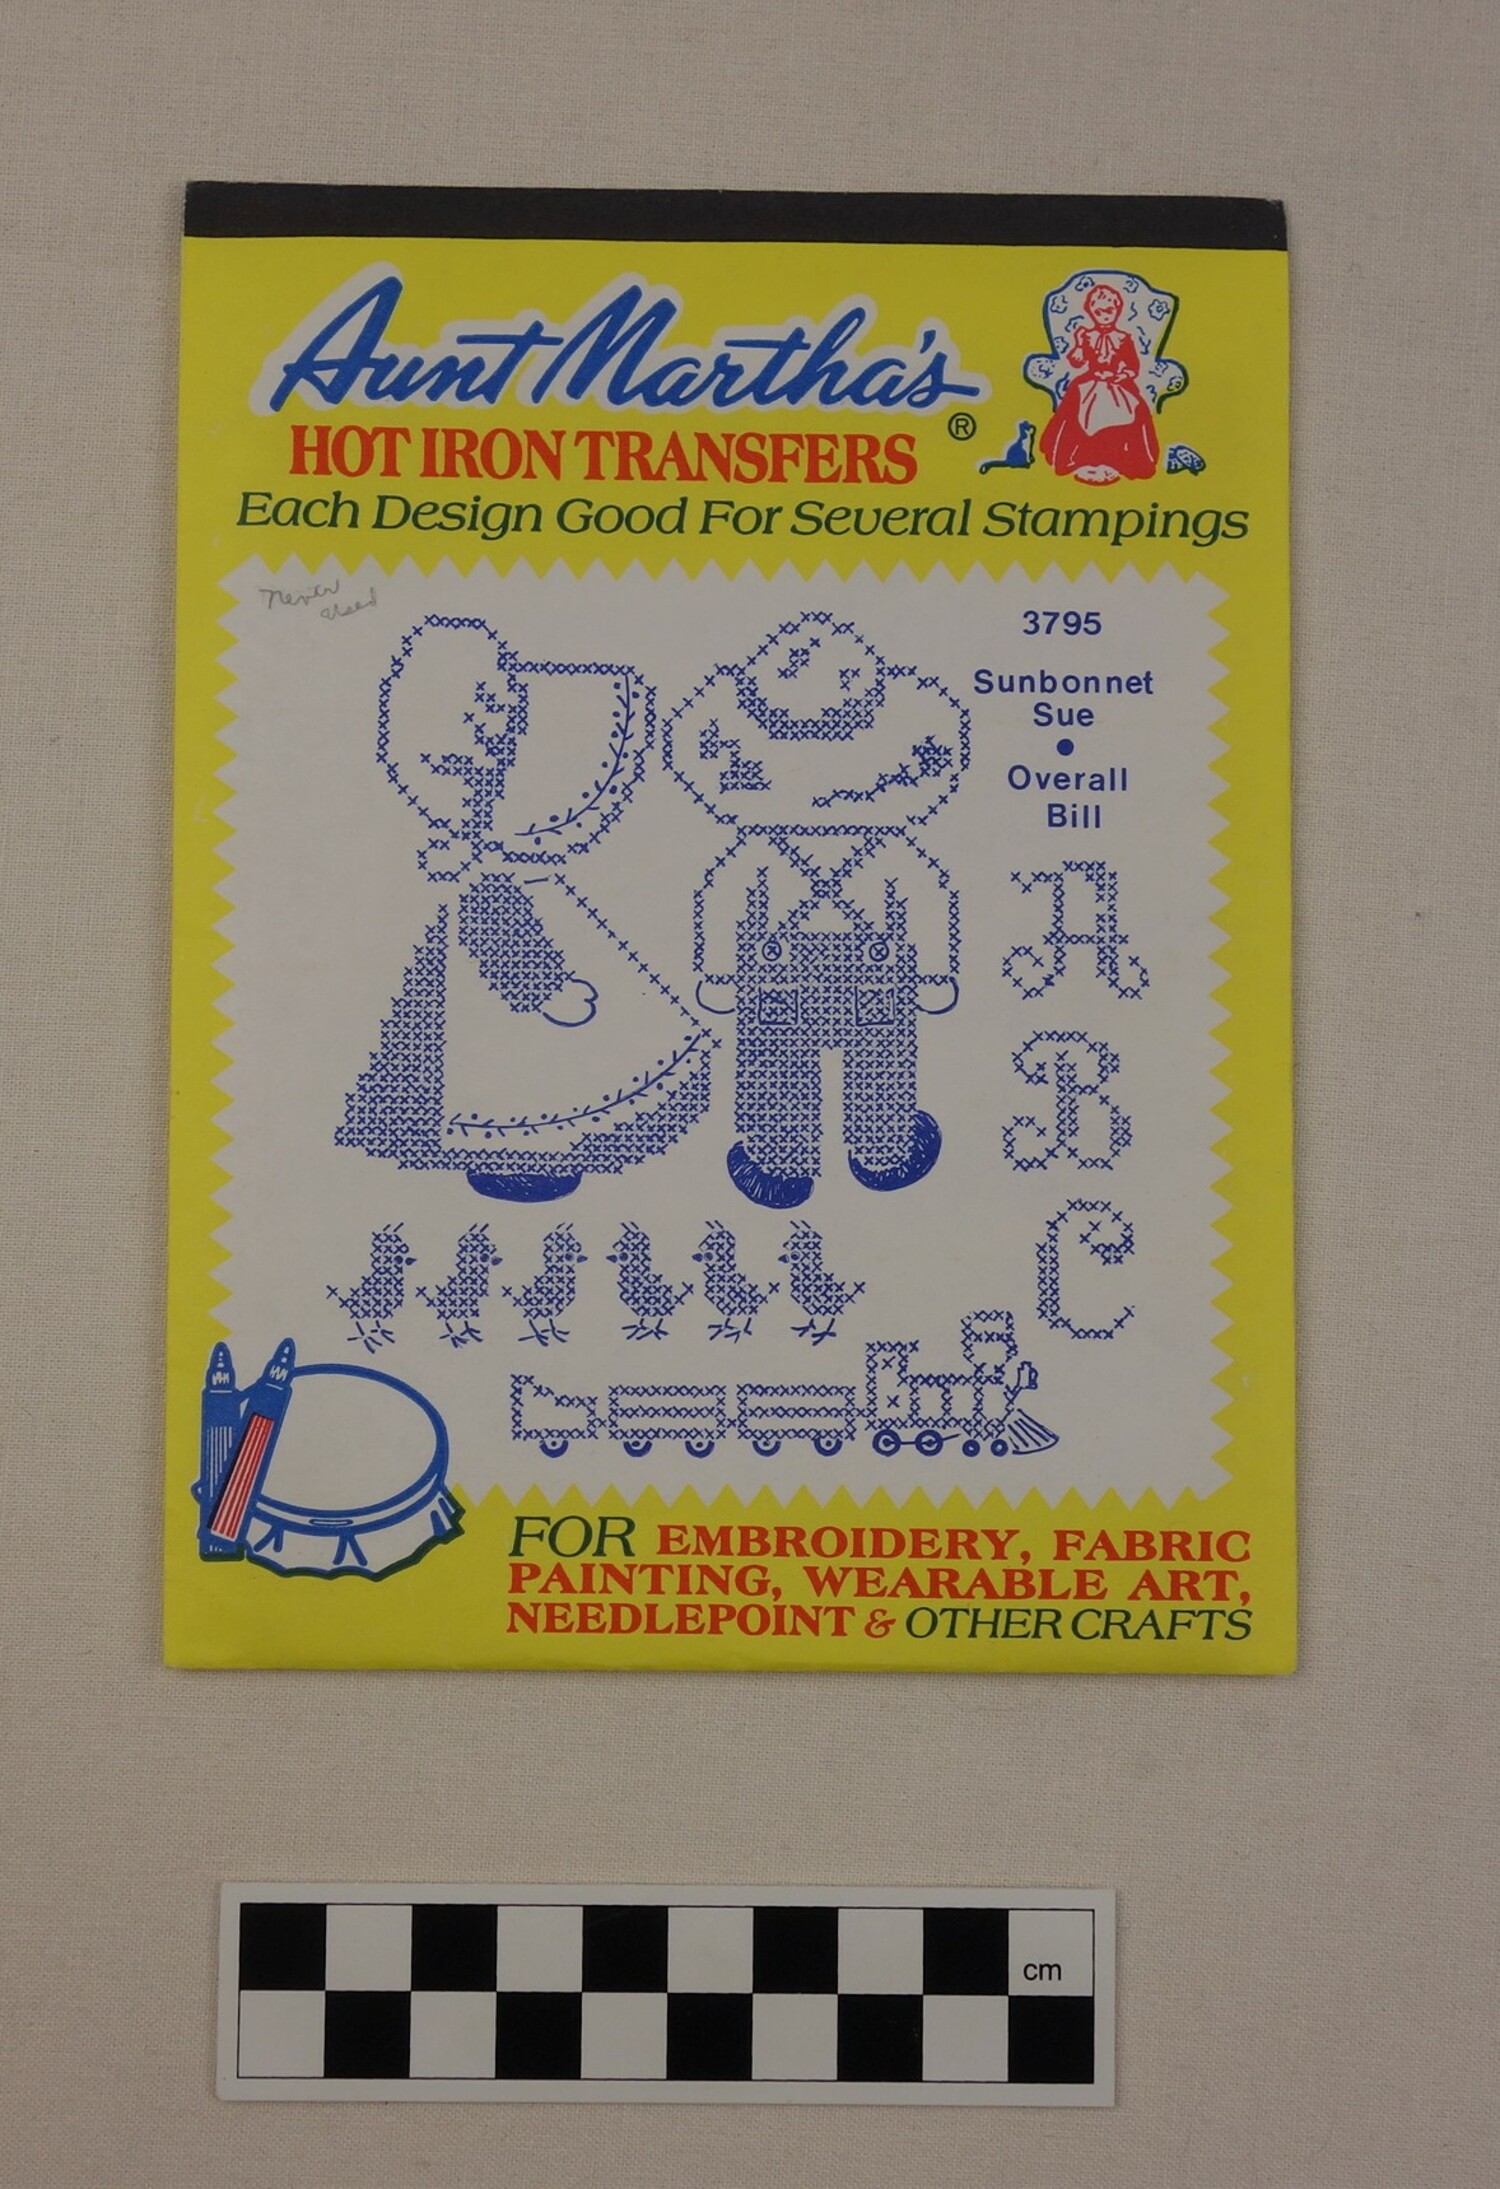 Aunt Martha's
HOT IRON TRANSFERS ®
Each Design Good For Several Stampings
Never
used
3795
Sunbonnet
Sue
•
Overall
Bill
A
B
C
FOR EMBROIDERY, FABRIC
PAINTING, WEARABLE ART,
NEEDLEPOINT & OTHER CRAFTS
cm